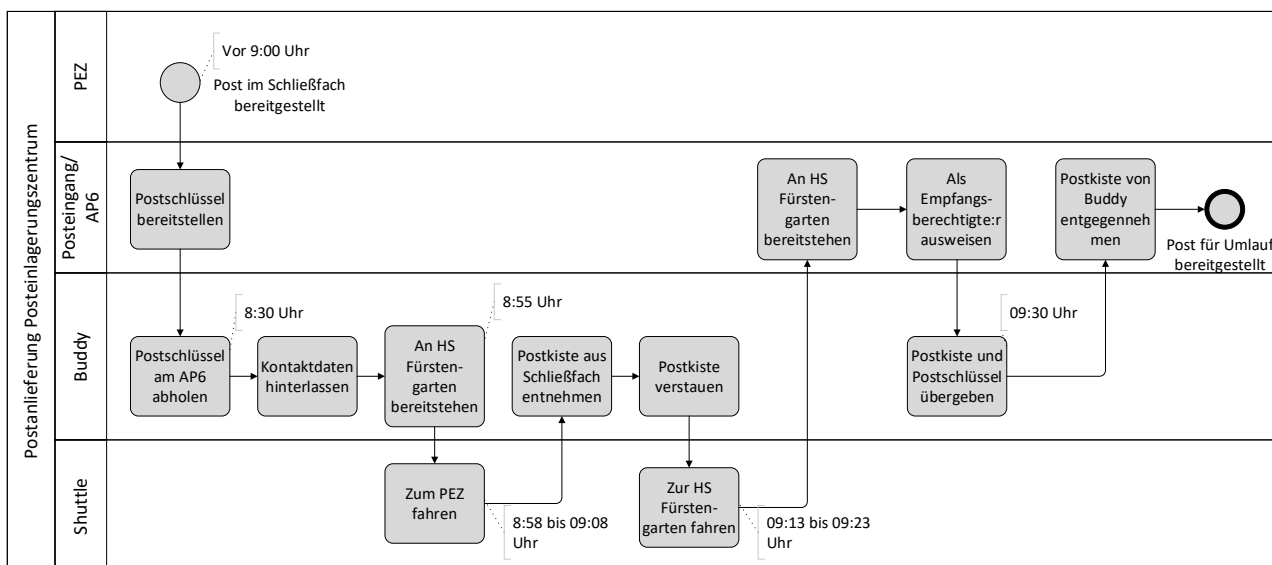 Postanlieferung Posteinlagerungszentrum
PEZ
Vor 9:00 Uhr
Post im Schließfach
bereitgestellt
Posteingang/
AP6
Postschlüssel
bereitstellen
An HS
Fürsten-
garten
bereitstehen
Als
Empfangs-
berechtigte:r
ausweisen
Postkiste von
Buddy
entgegenneh
men
Post für Umlauf
bereitgestellt
Buddy
8:30 Uhr
Postschlüssel
am AP6
abholen
Kontaktdaten
hinterlassen
8:55 Uhr
An HS
Fürsten-
garten
bereitstehen
Postkiste aus
Schließfach
entnehmen
Postkiste
verstauen
09:30 Uhr
Postkiste und
Postschlüssel
übergeben
Shuttle
Zum PEZ
fahren
8:58 bis 09:08
Uhr
Zur HS
Fürsten-
garten fahren
09:13 bis 09:23
Uhr